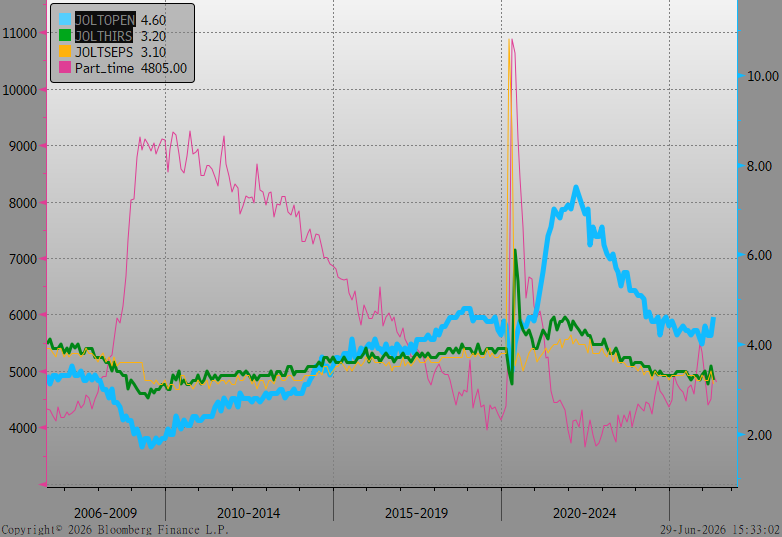 JOLTOPEN 4.60
JOLTHIRS 3.20
JOLTSEPS 3.10
Part_time 4805.00
11000
10000
9000
8000
7000
6000
5000
4000
10.00
8.00
6.00
4.00
2.00
2006-2009 2010-2014 2015-2019 2020-2024
Copyright© 2026 Bloomberg Finance L.P. 29-Jun-2026 15:33:02